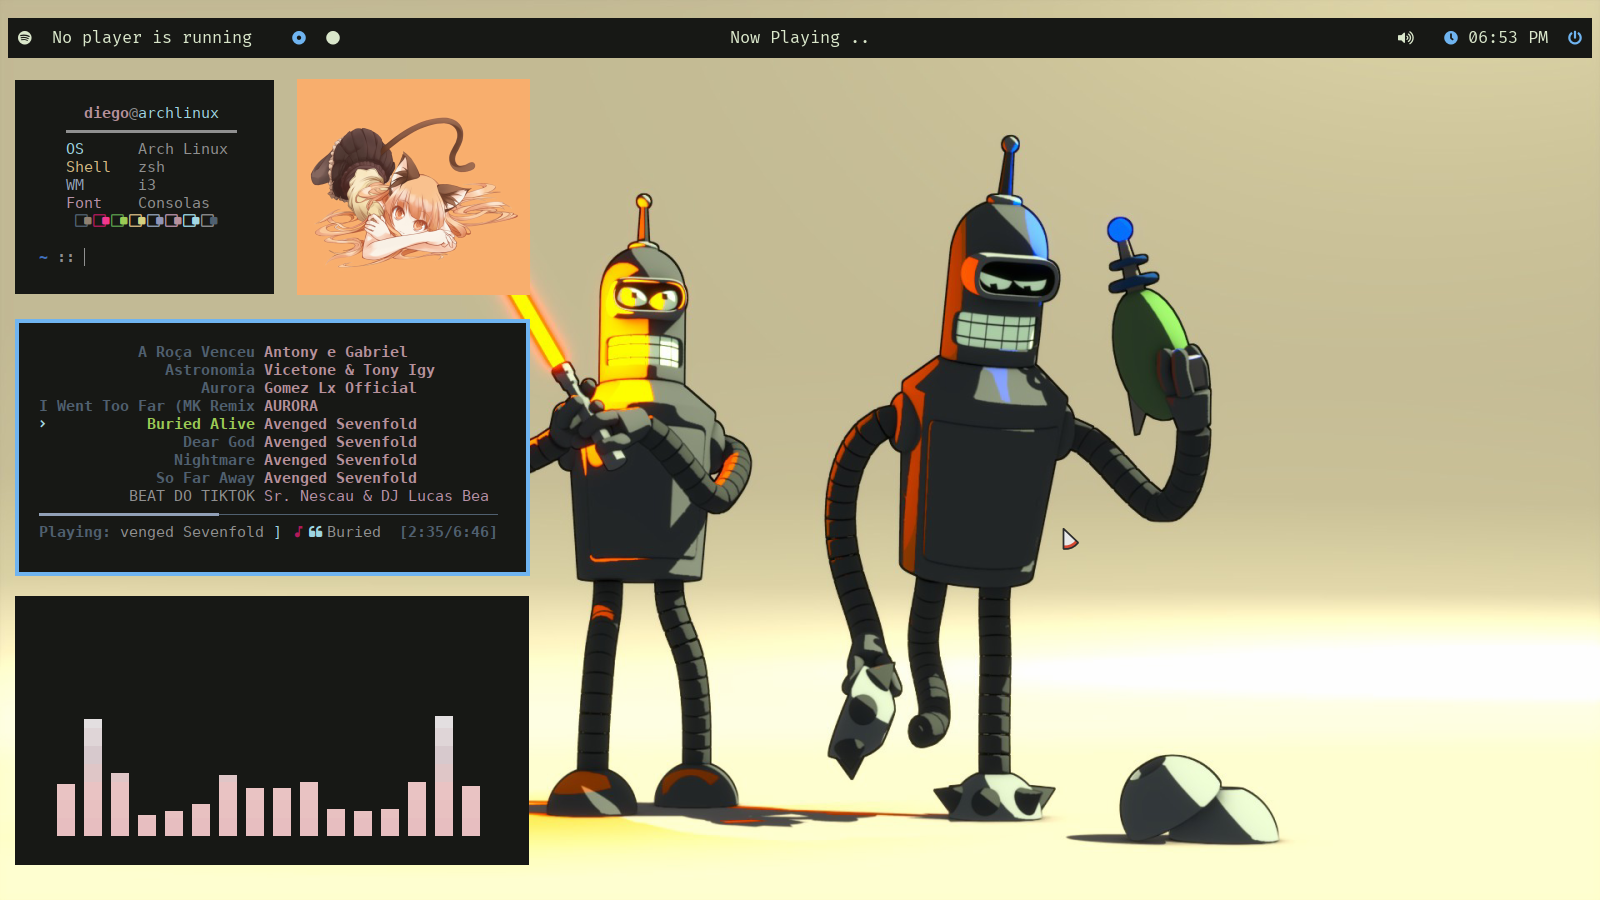 No player is running
Now Playing ..
06:53 PM
diego@archlinux
OS Arch Linux
Shell zsh
WM i3
Font Consolas
~ ::
A Roça Venceu Antony e Gabriel
Astronomia Vicetone & Tony Igy
Aurora Gomez Lx Official
I Went Too Far (MK Remix AURORA
› Buried Alive Avenged Sevenfold
Dear God Avenged Sevenfold
Nightmare Avenged Sevenfold
So Far Away Avenged Sevenfold
BEAT DO TIKTOK Sr. Nescau & DJ Lucas Bea
Playing: venged Sevenfold ] ♪ ❝ Buried [2:35/6:46]